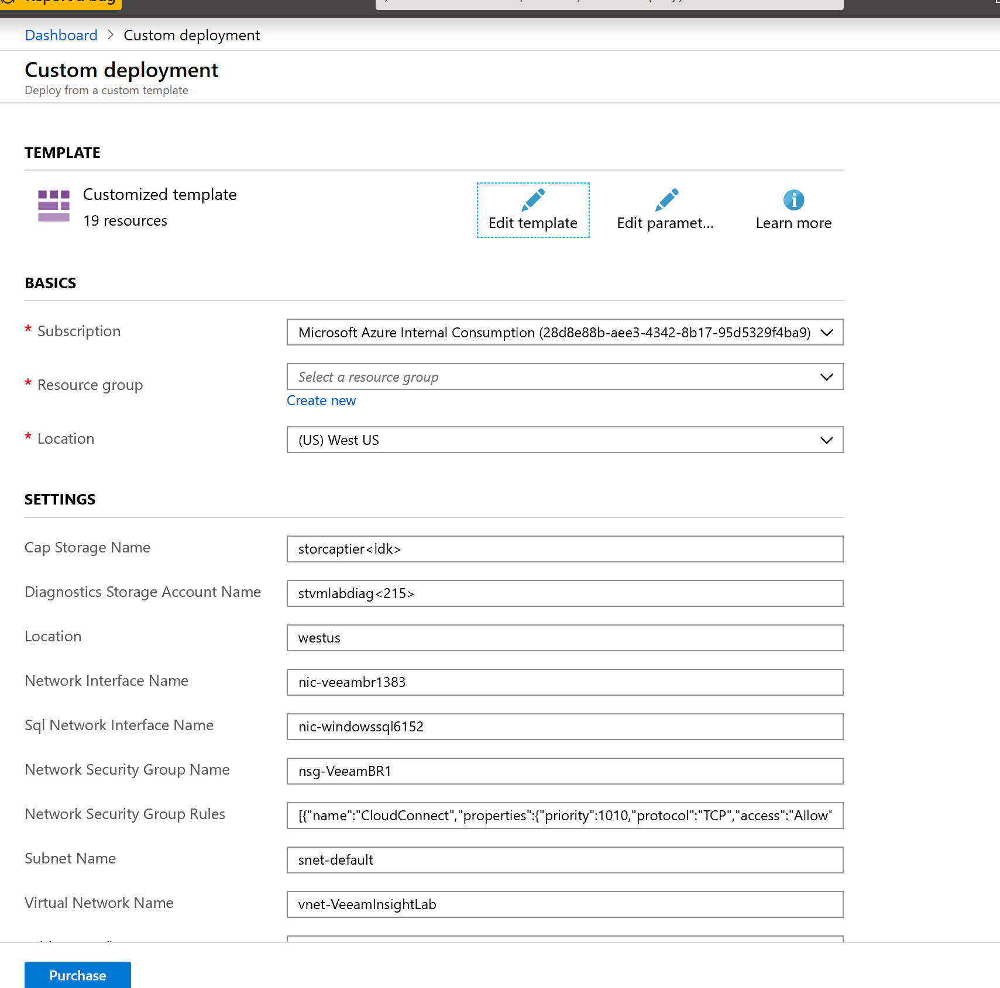 Report a bug
Dashboard > Custom deployment
Custom deployment
Deploy from a custom template
TEMPLATE
Customized template
19 resources
Edit template
Edit paramet...
Learn more
BASICS
* Subscription
Microsoft Azure Internal Consumption (28d8e88b-aee3-4342-8b17-95d5329f4ba9)
* Resource group
Select a resource group
Create new
* Location
(US) West US
SETTINGS
Cap Storage Name
storcaptier<ldk>
Diagnostics Storage Account Name
stvmlabdiag<215>
Location
westus
Network Interface Name
nic-veeambr1383
Sql Network Interface Name
nic-windowssql6152
Network Security Group Name
nsg-VeeamBR1
Network Security Group Rules
[{"name":"CloudConnect","properties":{"priority":1010,"protocol":"TCP","access":"Allow"
Subnet Name
snet-default
Virtual Network Name
vnet-VeeamInsightLab
Purchase